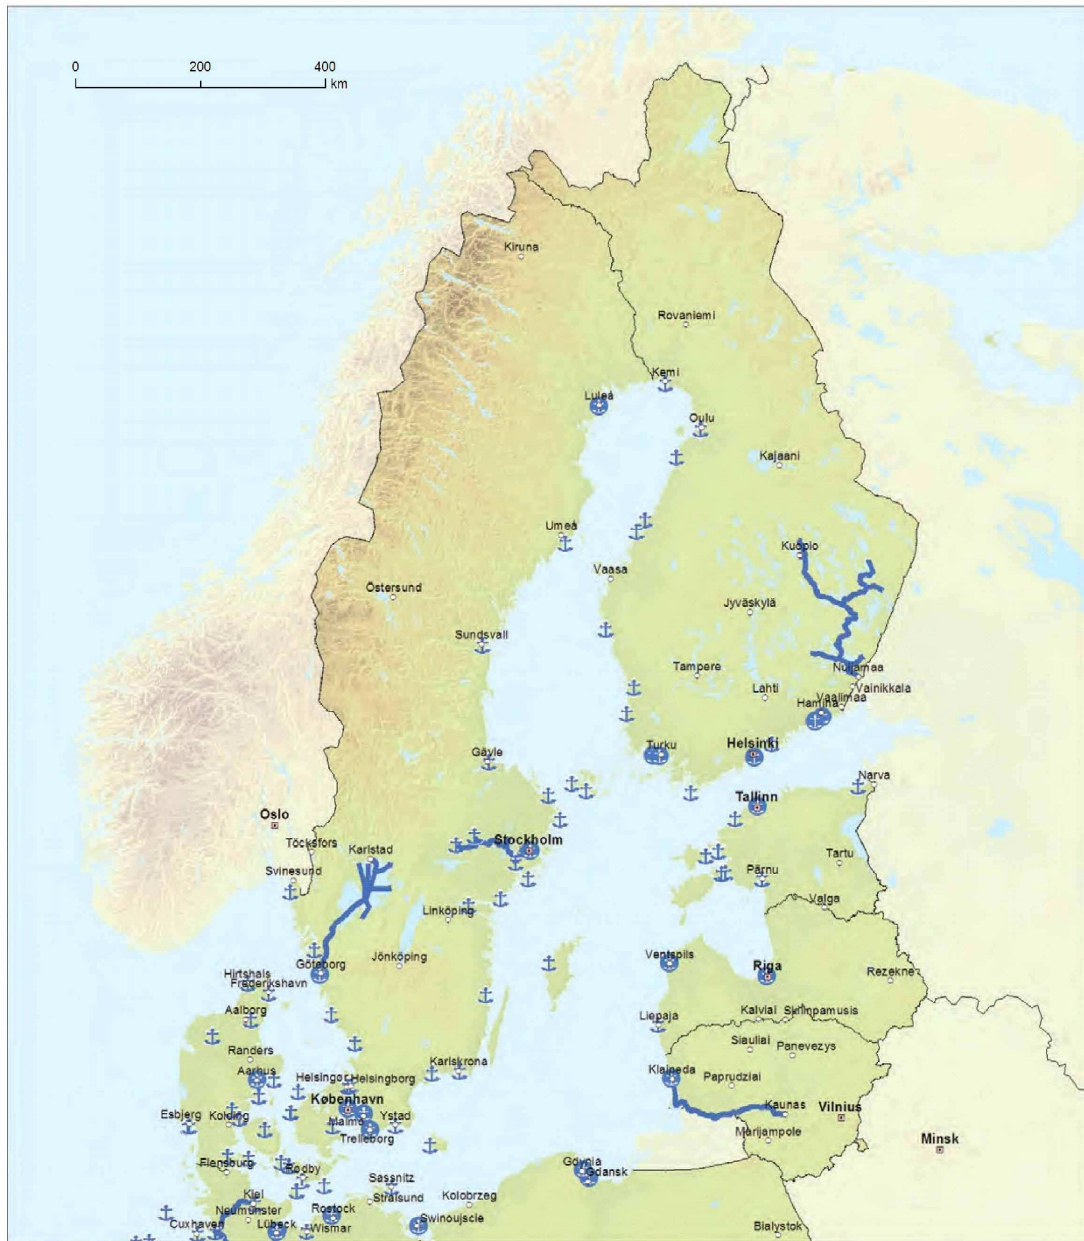 0 200 400
km
Kiruna
Rovaniemi
Kemi
Luleå
Oulu
Kajaani
Umeå
Kuopio
Vaasa
Östersund
Jyväskylä
Sundsvall
Tampere
Nuijamaa
Lahti
Vainikkala
Vaalimaa
Hamina
Turku
Helsinki
Gävle
Narva
Tallinn
Oslo
Töcksfors
Stockholm
Karlstad
Tartu
Svinesund
Pärnu
Linköping
Valga
Göteborg
Jönköping
Ventspils
Riga
Rezekne
Hirtshals
Frederikshavn
Aalborg
Liepaja
Kalviai
Skrinpamusis
Randers
Siauliai
Panevezys
Aarhus
Karlskrona
Klaipeda
Helsingør
Helsingborg
Paprudziai
København
Kaunas
Vilnius
Esbjerg
Kolding
Malmö
Ystad
Trelleborg
Marijampole
Minsk
Flensburg
Rødby
Gdynia
Gdansk
Sassnitz
Kiel
Stralsund
Kolobrzeg
Neumünster
Rostock
Cuxhaven
Lübeck
Wismar
Swinoujscie
Bialystok